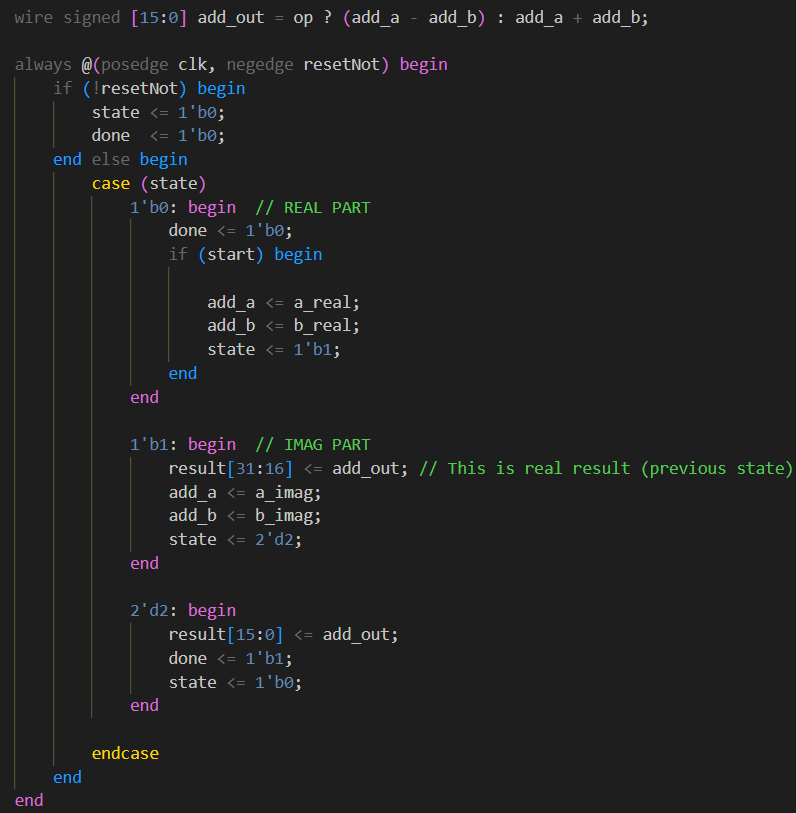 wire signed [15:0] add_out = op ? (add_a - add_b) : add_a + add_b;
always @(posedge clk, negedge resetNot) begin
if (!resetNot) begin
state <= 1'b0;
done  <= 1'b0;
end else begin
case (state)
1'b0: begin  // REAL PART
done <= 1'b0;
if (start) begin
add_a <= a_real;
add_b <= b_real;
state <= 1'b1;
end
end
1'b1: begin  // IMAG PART
result[31:16] <= add_out; // This is real result (previous state)
add_a <= a_imag;
add_b <= b_imag;
state <= 2'd2;
end
2'd2: begin
result[15:0] <= add_out;
done <= 1'b1;
state <= 1'b0;
end
endcase
end
end